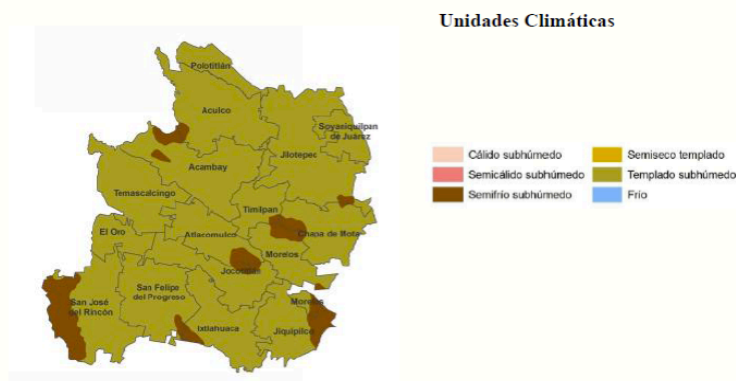 Unidades Climáticas
Polotitlán
Aculco
Soyaniquilpan
de Juárez
Jilotepec
Acambay
Temascalcingo
Timilpan
El Oro
Atlacomulco
Chapa de Mota
Morelos
Jocotitlán
San José
del Rincón
San Felipe
del Progreso
Morelos
Ixtlahuaca
Jiquipilco
Cálido subhúmedo
Semicálido subhúmedo
Semifrío subhúmedo
Semiseco templado
Templado subhúmedo
Frío